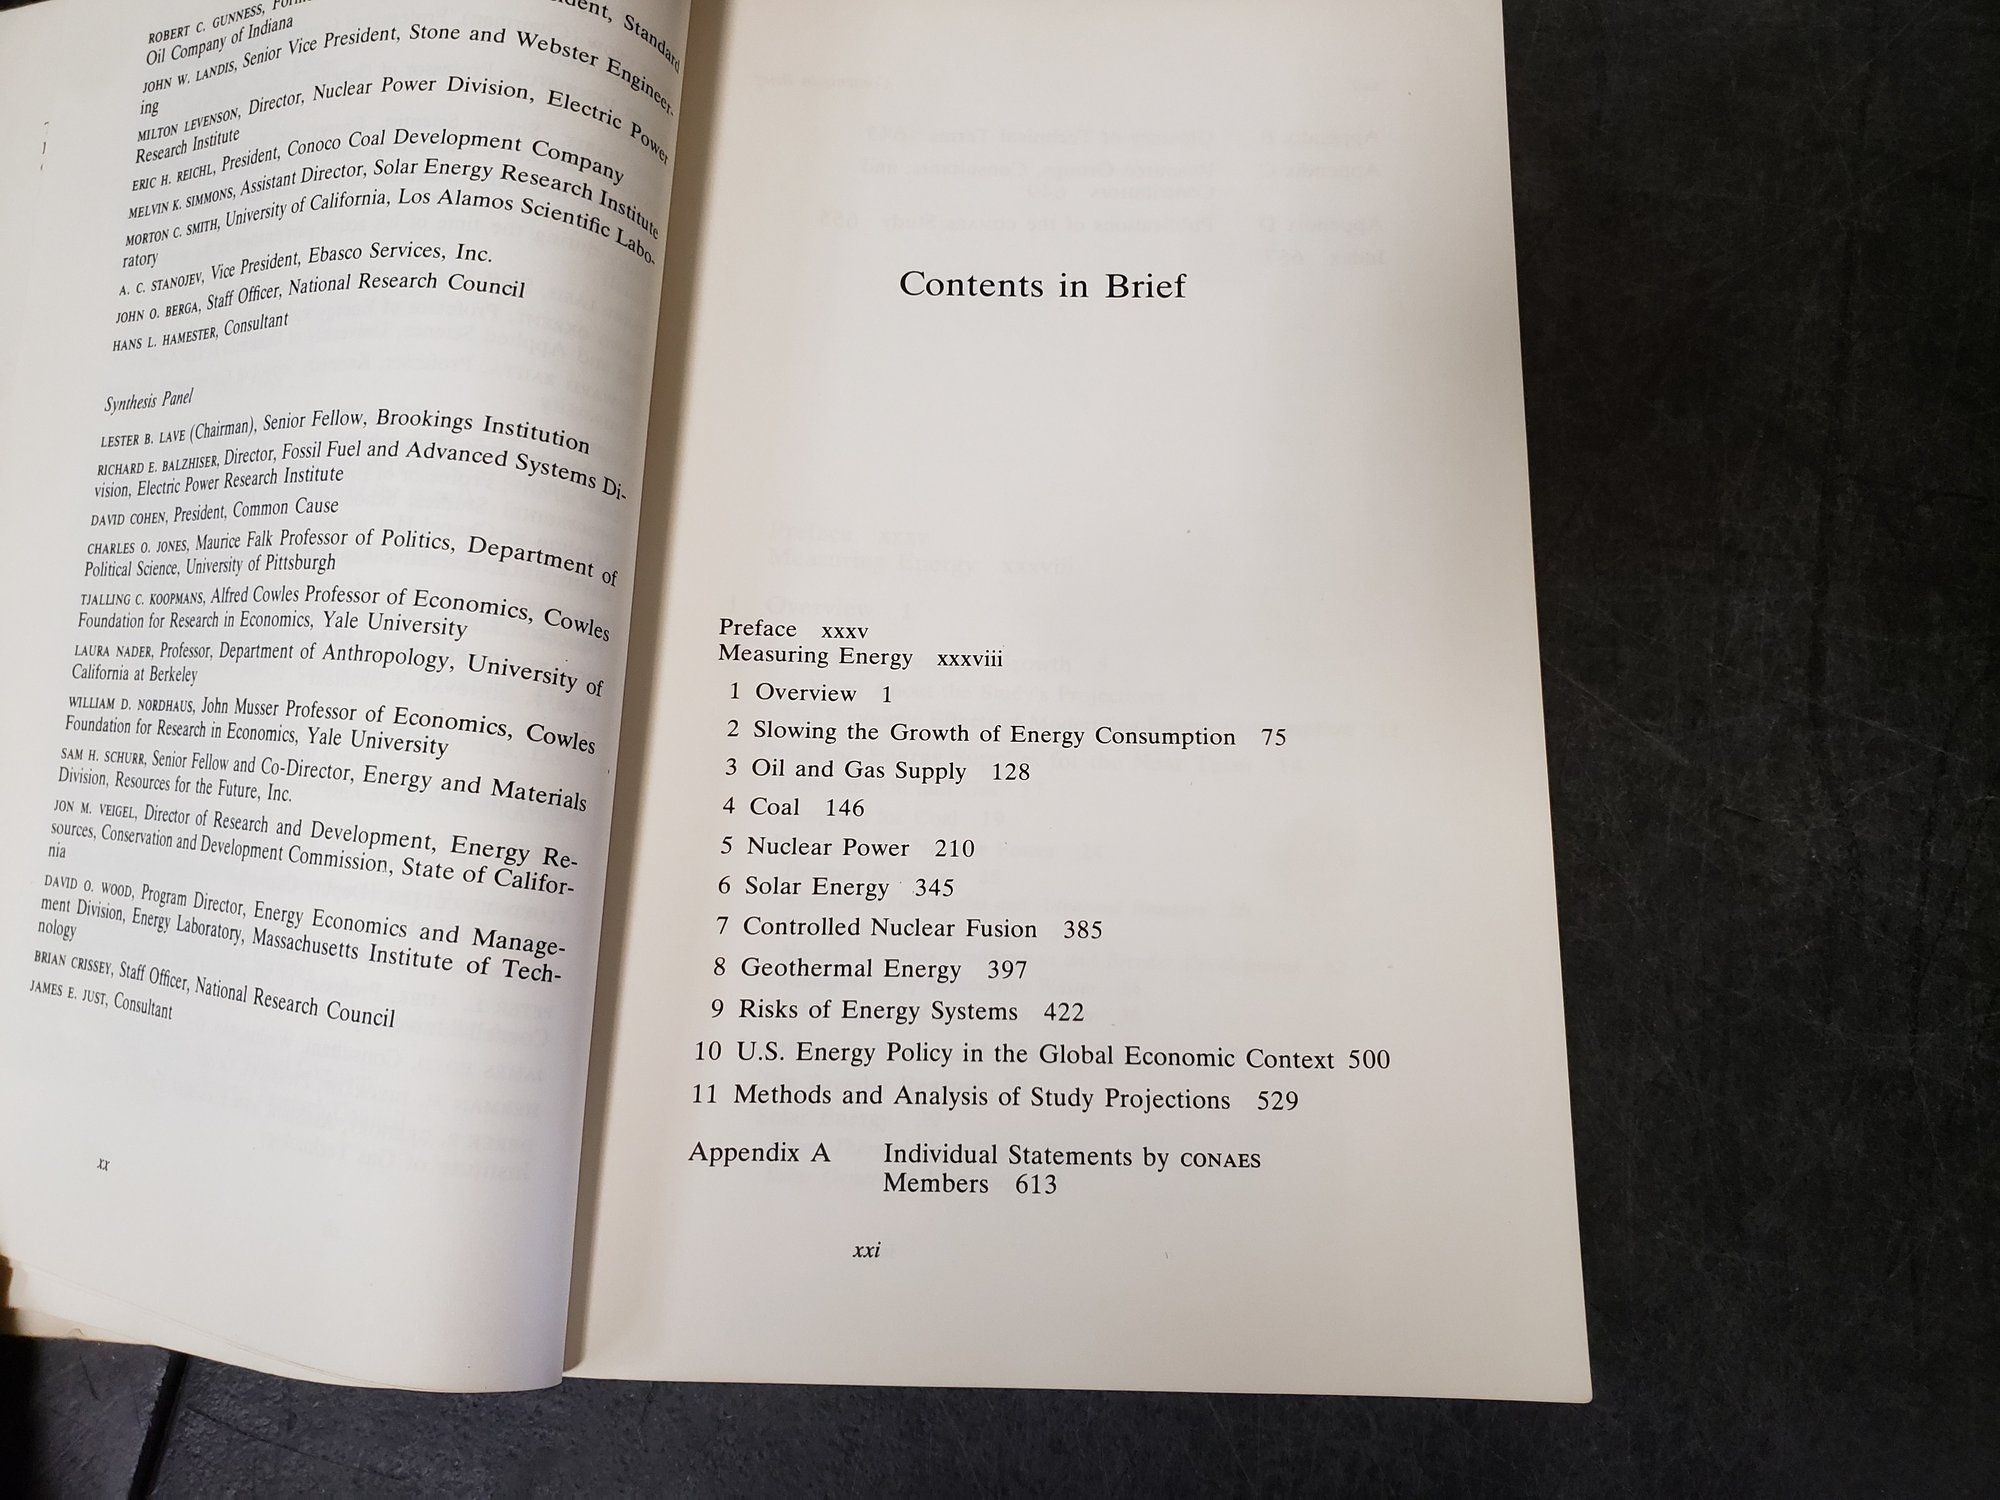 ROBERT C. GUNNESS, President, Standard
Oil Company of Indiana
JOHN W. LANDIS, Senior Vice President, Stone and Webster Engineer-
ing
MILTON LEVENSON, Director, Nuclear Power Division, Electric Power
Research Institute
ERIC H. REICHL, President, Conoco Coal Development Company
MELVIN K. SIMMONS, Assistant Director, Solar Energy Research Institute
MORTON C. SMITH, University of California, Los Alamos Scientific Labo-
ratory
A. C. STANOJEV, Vice President, Ebasco Services, Inc.
JOHN O. BERGA, Staff Officer, National Research Council
HANS L. HAMESTER, Consultant
Synthesis Panel
LESTER B. LAVE (Chairman), Senior Fellow, Brookings Institution
RICHARD E. BALZHISER, Director, Fossil Fuel and Advanced Systems Di-
vision, Electric Power Research Institute
DAVID COHEN, President, Common Cause
CHARLES O. JONES, Maurice Falk Professor of Politics, Department of
Political Science, University of Pittsburgh
TJALLING C. KOOPMANS, Alfred Cowles Professor of Economics, Cowles
Foundation for Research in Economics, Yale University
LAURA NADER, Professor, Department of Anthropology, University of
California at Berkeley
WILLIAM D. NORDHAUS, John Musser Professor of Economics, Cowles
Foundation for Research in Economics, Yale University
SAM H. SCHURR, Senior Fellow and Co-Director, Energy and Materials
Division, Resources for the Future, Inc.
JON M. VEIGEL, Director of Research and Development, Energy Re-
sources, Conservation and Development Commission, State of Califor-
nia
DAVID O. WOOD, Program Director, Energy Economics and Manage-
ment Division, Energy Laboratory, Massachusetts Institute of Tech-
nology
BRIAN CRISSEY, Staff Officer, National Research Council
JAMES E. JUST, Consultant
xx
Contents in Brief
Preface xxxv
Measuring Energy xxxviii
1 Overview 1
2 Slowing the Growth of Energy Consumption 75
3 Oil and Gas Supply 128
4 Coal 146
5 Nuclear Power 210
6 Solar Energy 345
7 Controlled Nuclear Fusion 385
8 Geothermal Energy 397
9 Risks of Energy Systems 422
10 U.S. Energy Policy in the Global Economic Context 500
11 Methods and Analysis of Study Projections 529
Appendix A Individual Statements by CONAES
Members 613
xxi